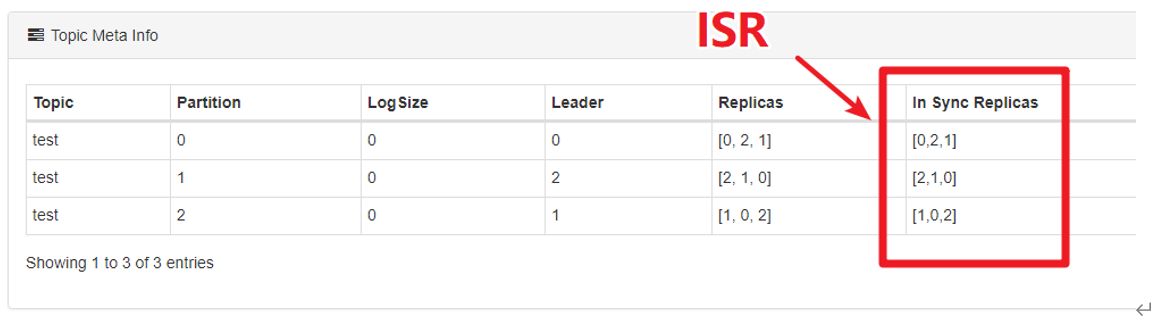 ISR
Topic Meta Info
Topic Partition LogSize Leader Replicas In Sync Replicas
test 0 0 0 [0, 2, 1] [0,2,1]
test 1 0 2 [2, 1, 0] [2,1,0]
test 2 0 1 [1, 0, 2] [1,0,2]
Showing 1 to 3 of 3 entries